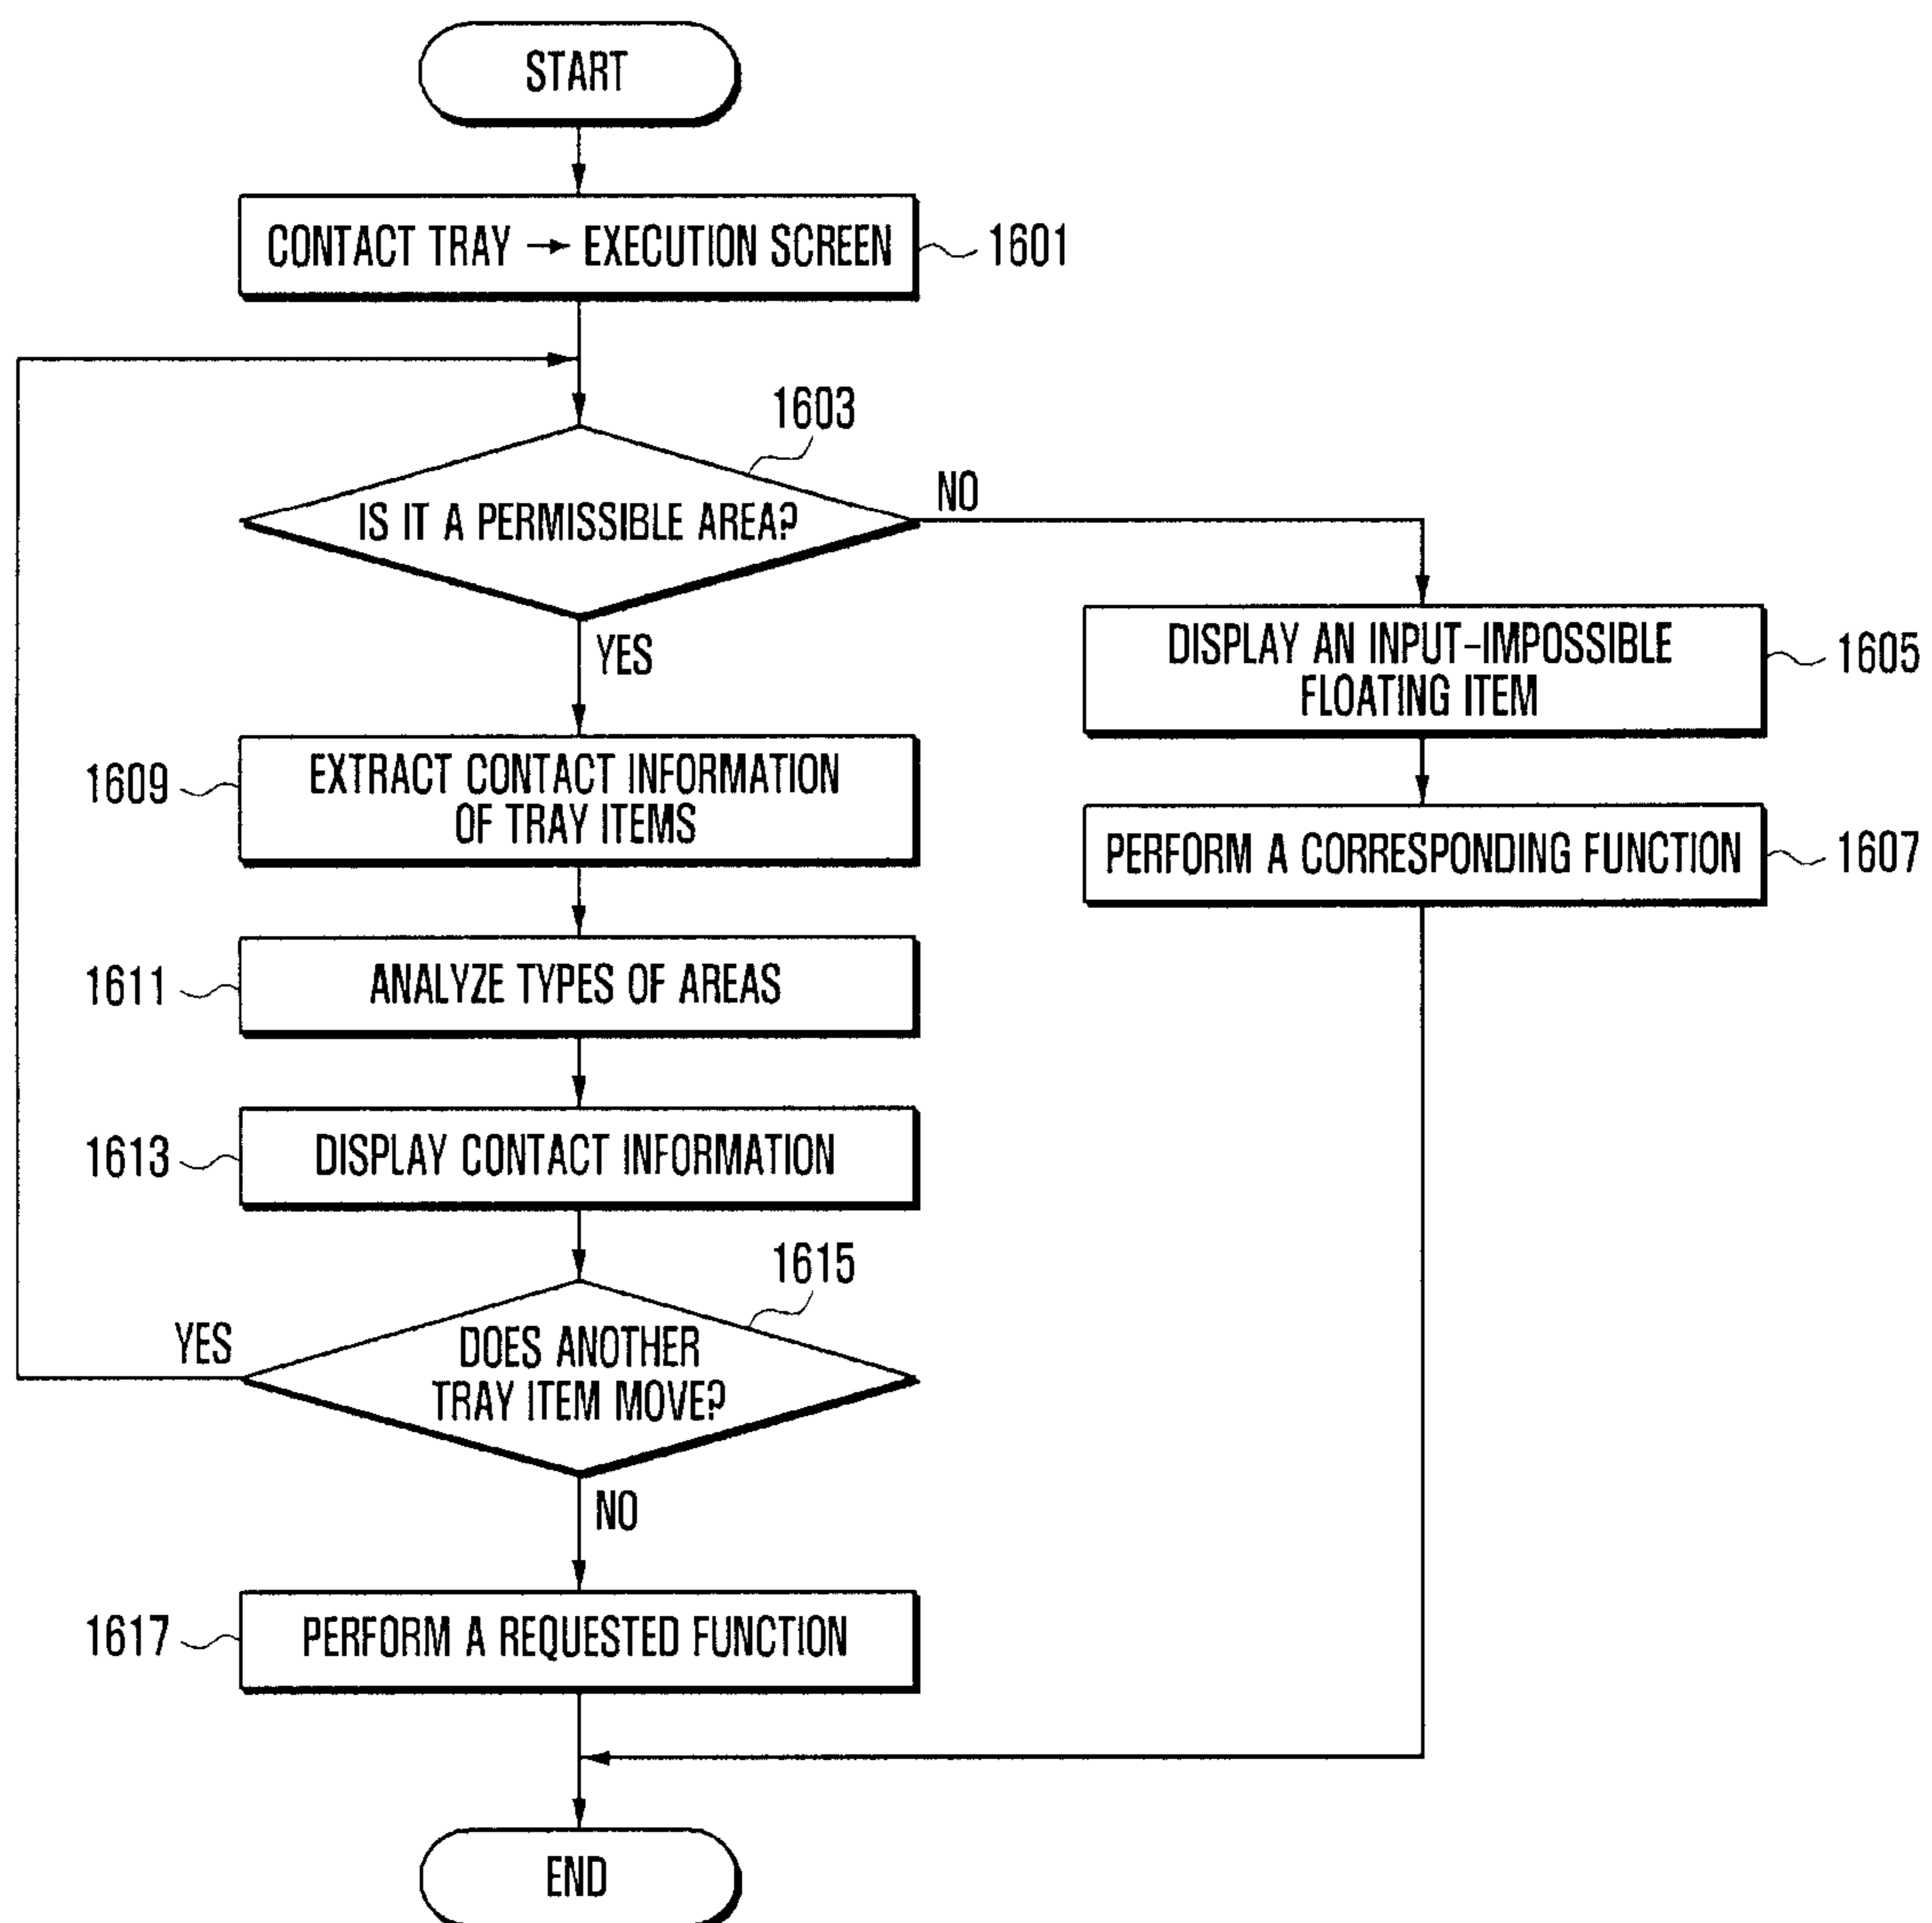 START
CONTACT TRAY → EXECUTION SCREEN
1601
1603
IS IT A PERMISSIBLE AREA?
NO
YES
DISPLAY AN INPUT-IMPOSSIBLE
FLOATING ITEM
1605
1609
EXTRACT CONTACT INFORMATION
OF TRAY ITEMS
PERFORM A CORRESPONDING FUNCTION
1607
1611
ANALYZE TYPES OF AREAS
1613
DISPLAY CONTACT INFORMATION
1615
YES
DOES ANOTHER
TRAY ITEM MOVE?
NO
1617
PERFORM A REQUESTED FUNCTION
END